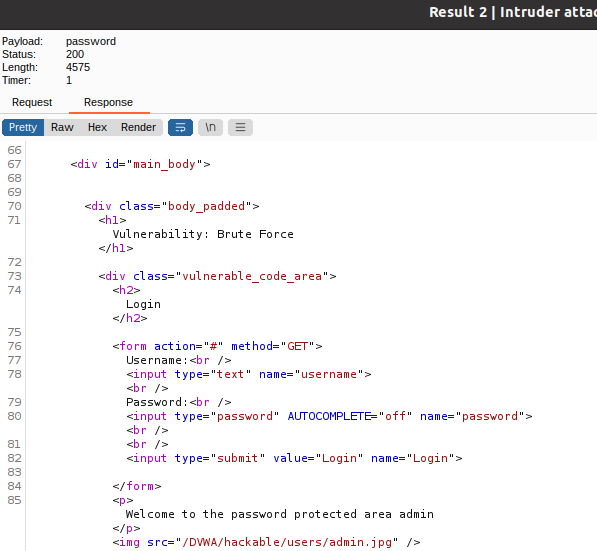 Result 2 | Intruder attac
Payload: password
Status: 200
Length: 4575
Timer: 1
Request Response
Pretty Raw Hex Render \n
66
67 <div id="main_body">
68
69
70 <div class="body_padded">
71 <h1>
Vulnerability: Brute Force
</h1>
72
73 <div class="vulnerable_code_area">
74 <h2>
Login
</h2>
75
76 <form action="#" method="GET">
77 Username:<br />
78 <input type="text" name="username">
<br />
79 Password:<br />
80 <input type="password" AUTOCOMPLETE="off" name="password">
<br />
81 <br />
82 <input type="submit" value="Login" name="Login">
83
84 </form>
85 <p>
Welcome to the password protected area admin
</p>
<img src="/DVWA/hackable/users/admin.jpg" />